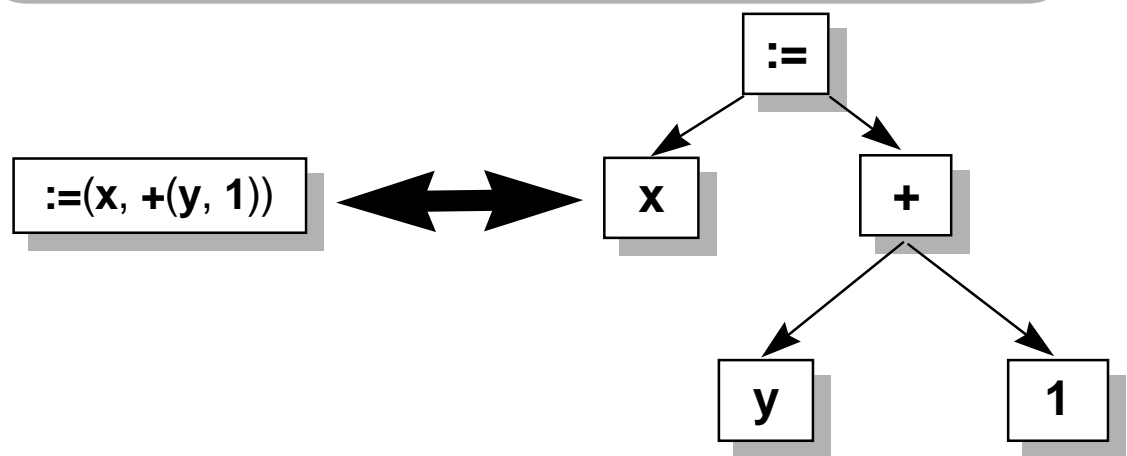 :=
:=(x, +(y, 1))
x
+
y
1